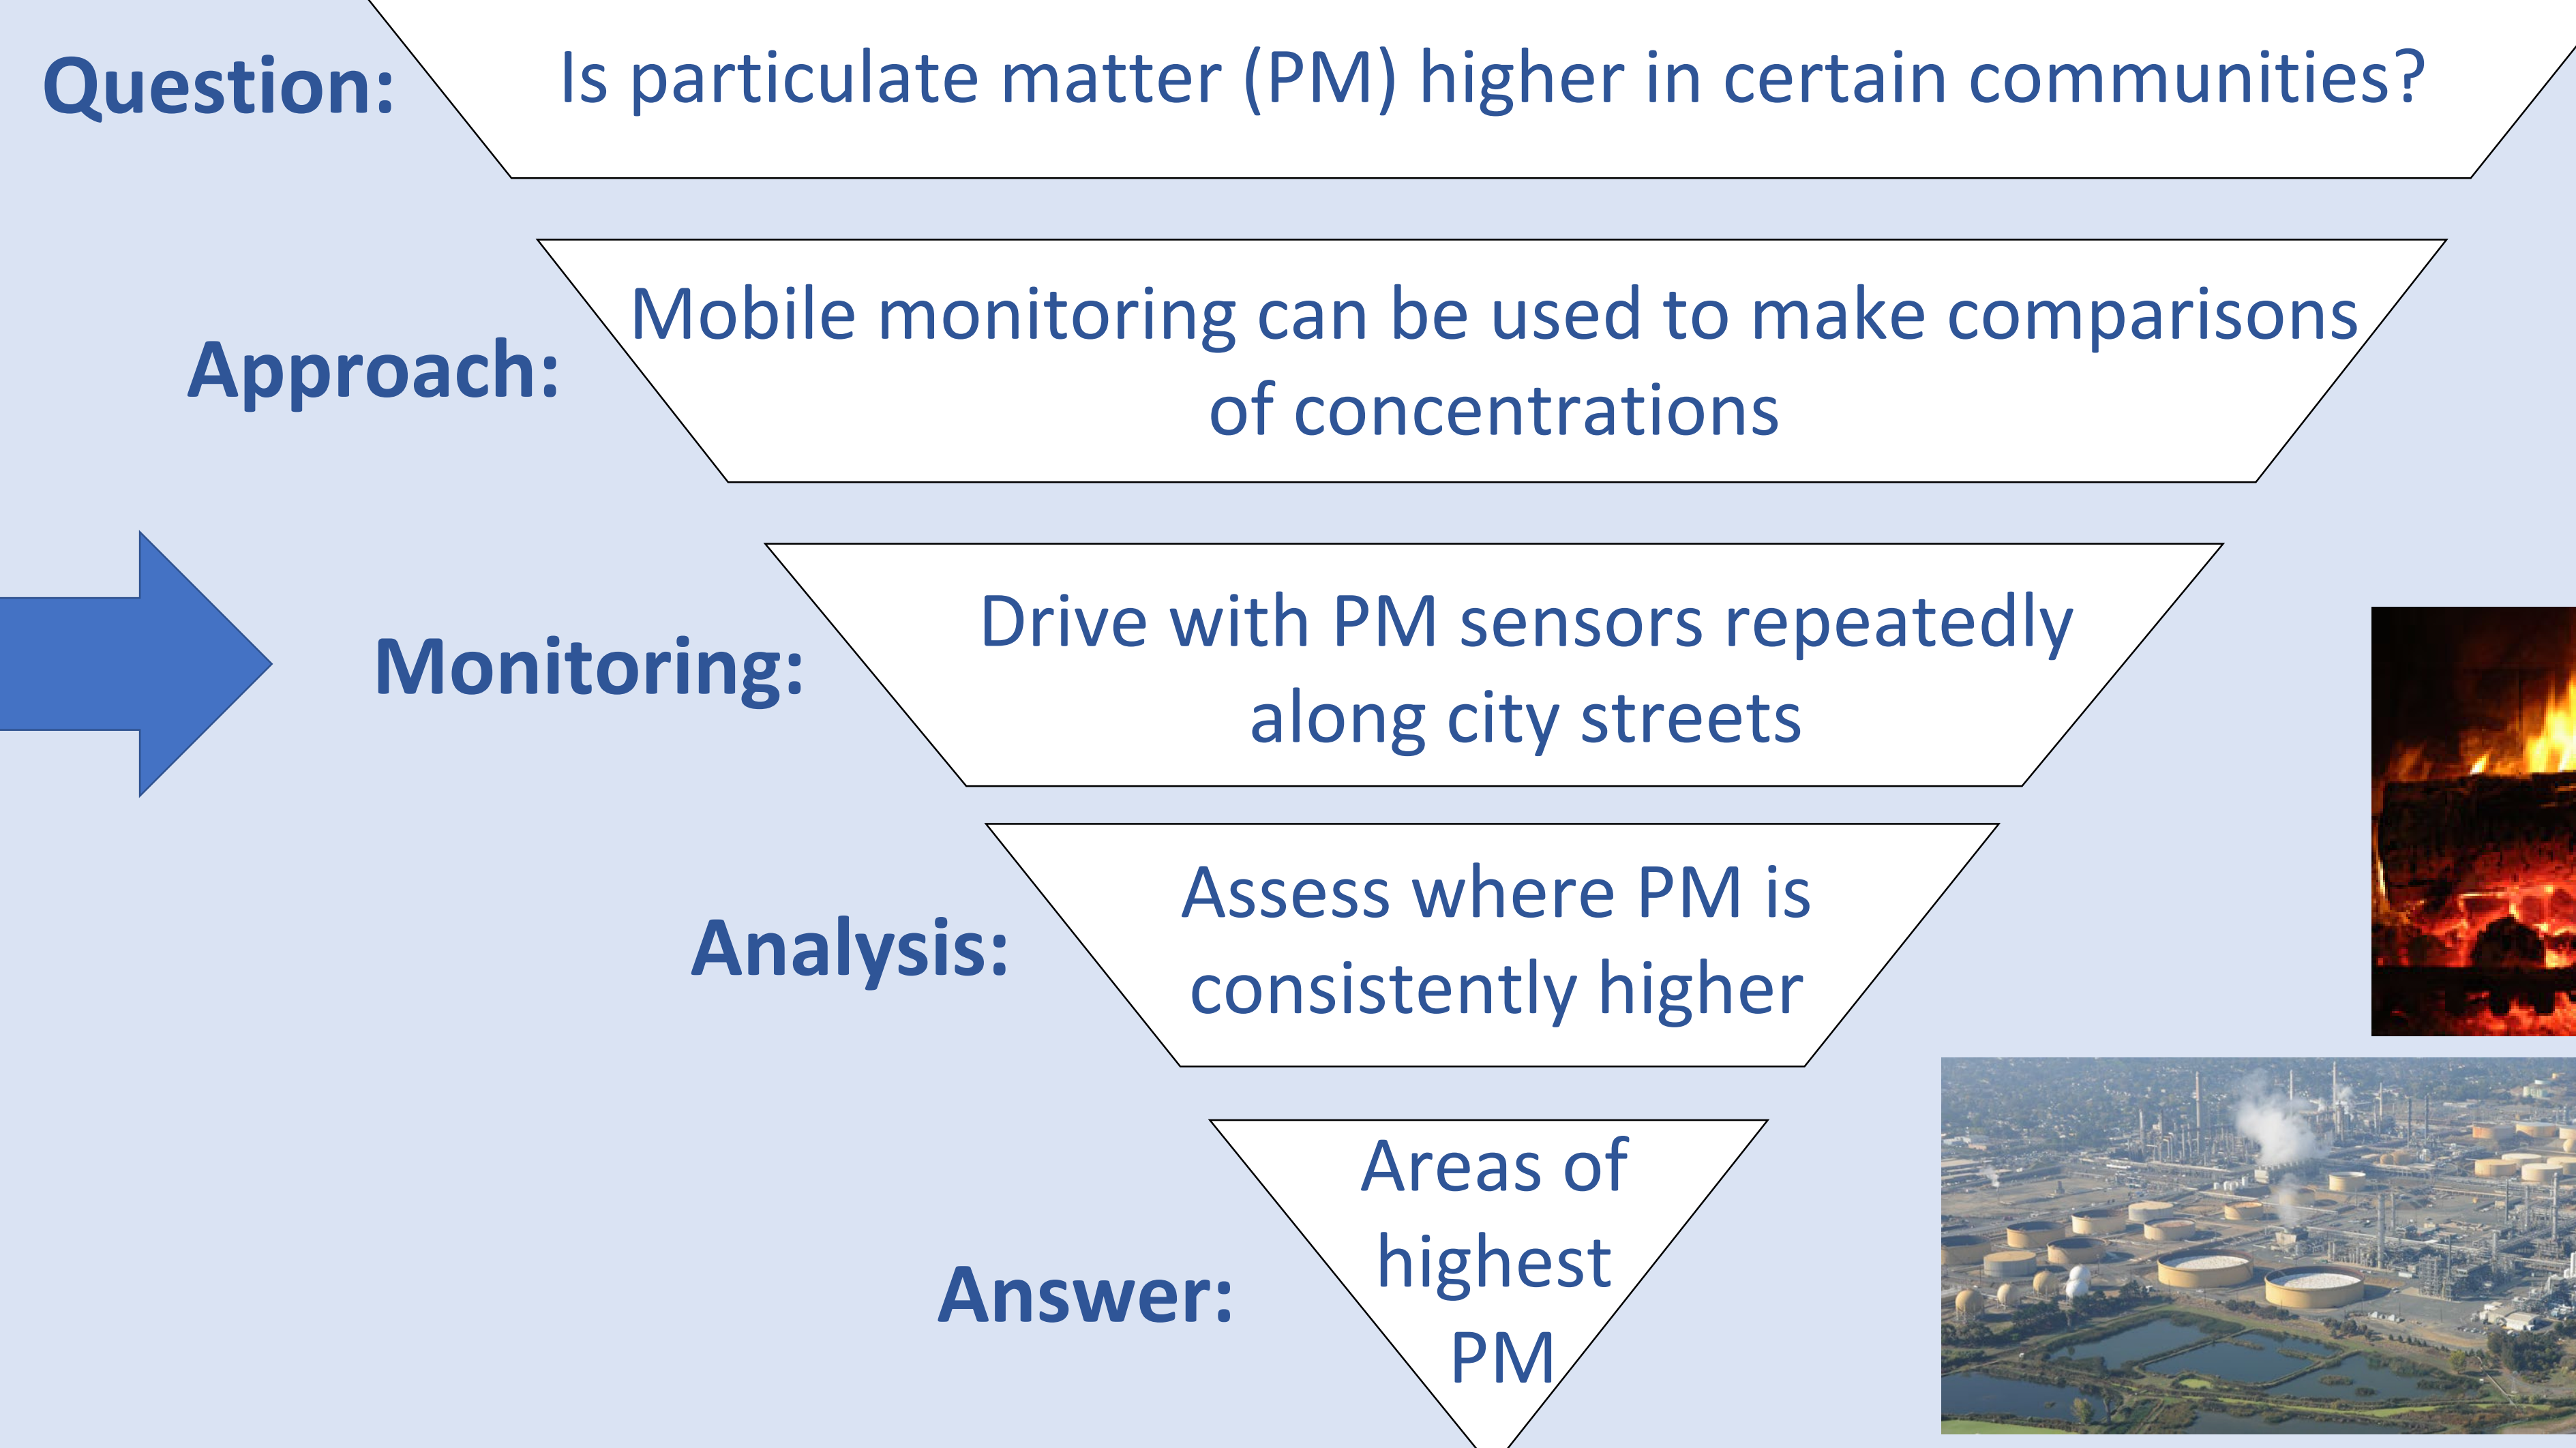 Question:
Is particulate matter (PM) higher in certain communities?
Approach:
Mobile monitoring can be used to make comparisons
of concentrations
Monitoring:
Drive with PM sensors repeatedly
along city streets
Analysis:
Assess where PM is
consistently higher
Answer:
Areas of
highest
PM